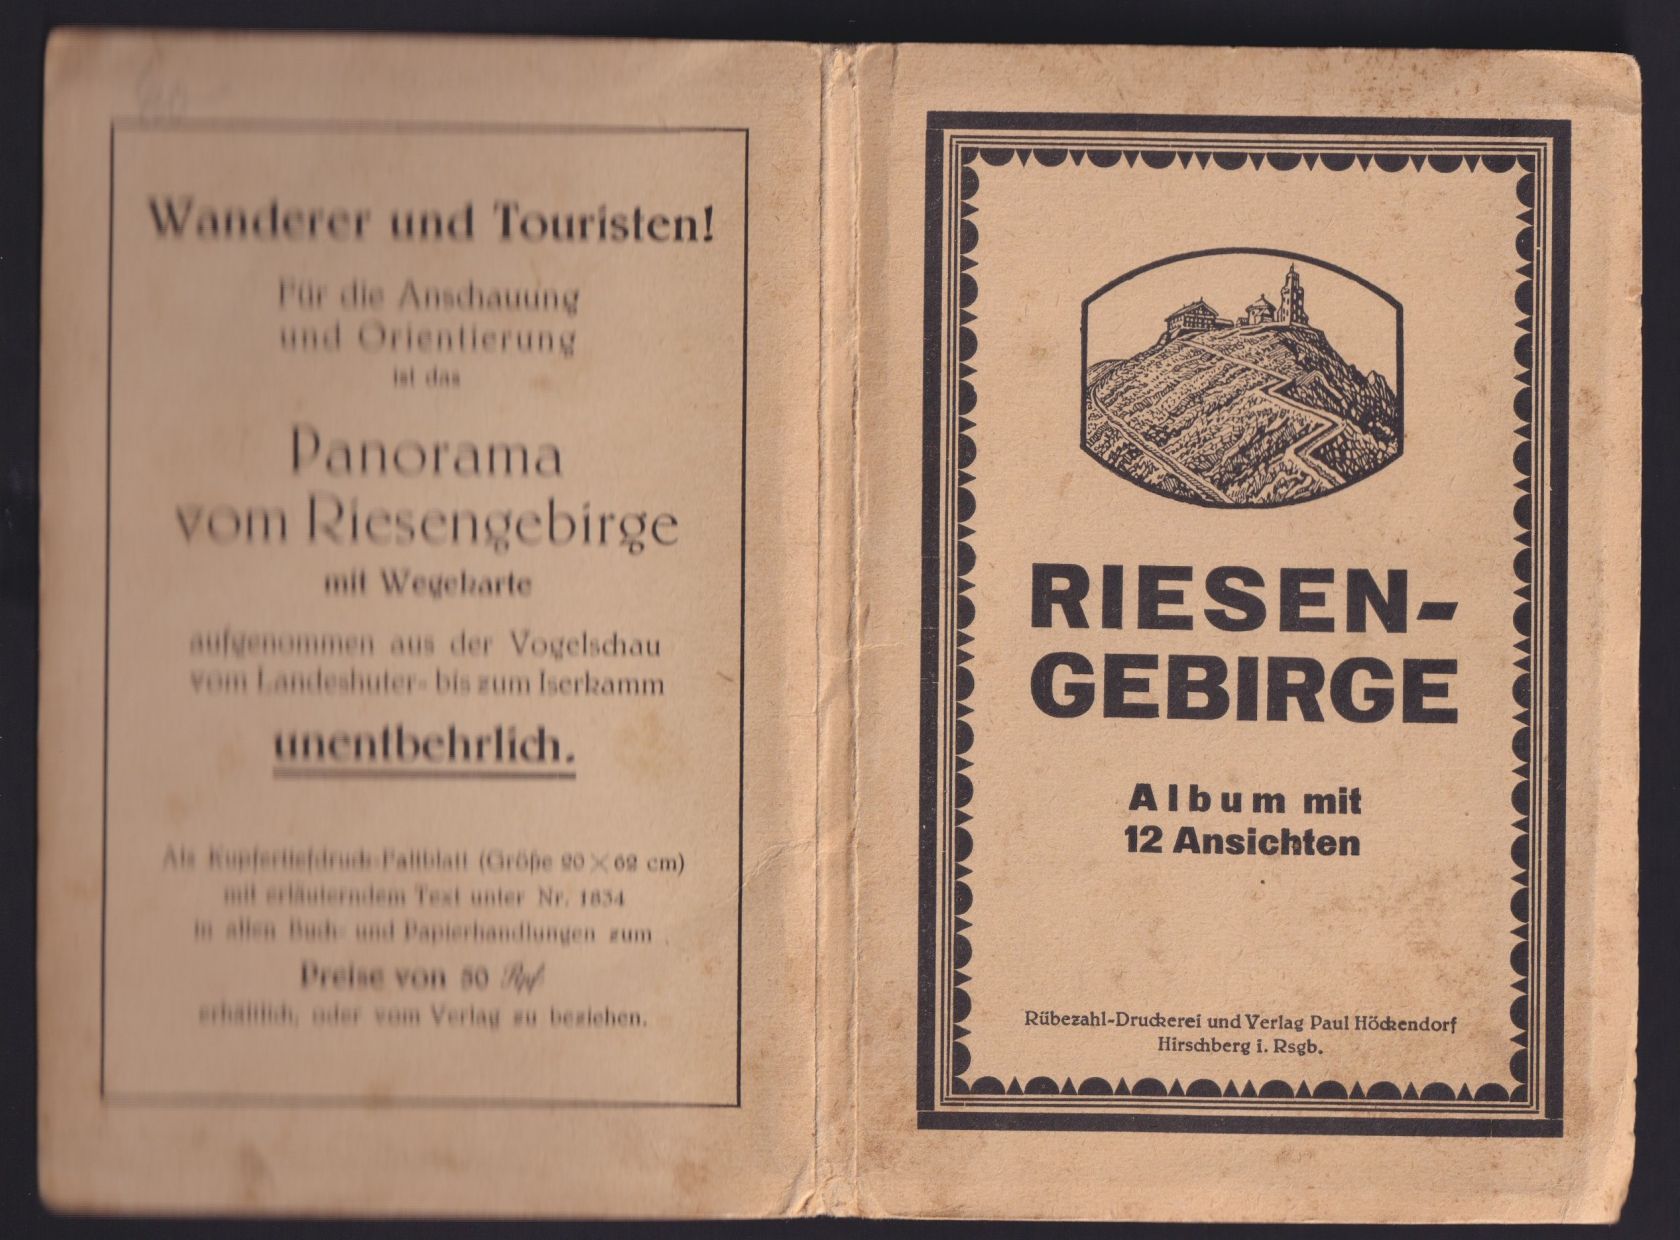 Wanderer und Touristen!
Für die Anschauung
und Orientierung
ist das
Panorama
vom Riesengebirge
mit Wegekarte
aufgenommen aus der Vogelschau
vom Landeshuter- bis zum Iserkamm
unentbehrlich.
Als Kupfertiefdruck-Faltblatt (Größe 20 × 62 cm)
mit erläuterndem Text unter Nr. 1834
in allen Buch- und Papierhandlungen zum
Preise von 50 Rpf
erhältlich, oder vom Verlag zu beziehen.
RIESEN-
GEBIRGE
Album mit
12 Ansichten
Rübezahl-Druckerei und Verlag Paul Höckendorf
Hirschberg i. Rsgb.